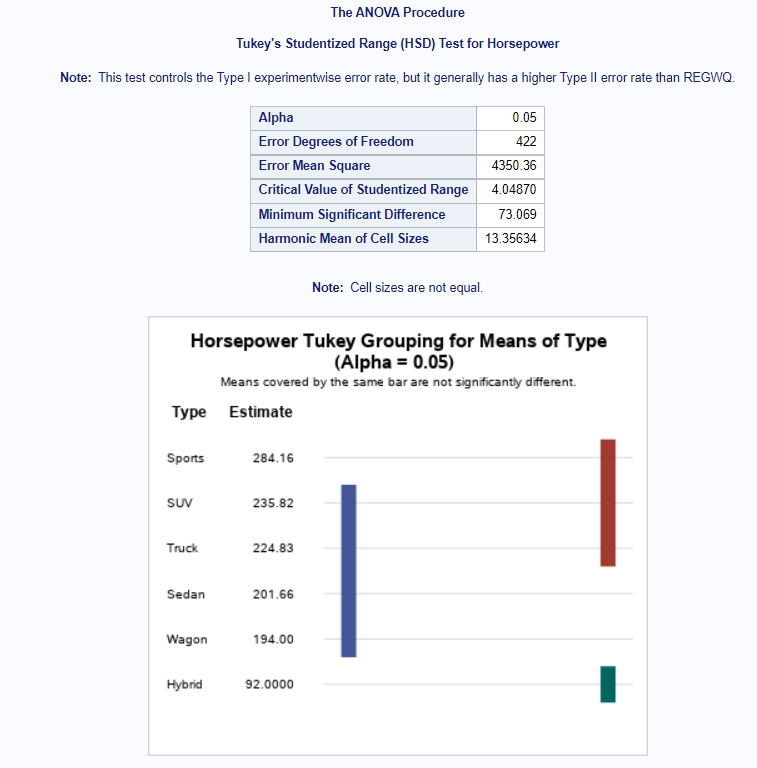 The ANOVA Procedure
Tukey's Studentized Range (HSD) Test for Horsepower
Note: This test controls the Type I experimentwise error rate, but it generally has a higher Type II error rate than REGWQ.
Alpha 0.05
Error Degrees of Freedom 422
Error Mean Square 4350.36
Critical Value of Studentized Range 4.04870
Minimum Significant Difference 73.069
Harmonic Mean of Cell Sizes 13.35634
Note: Cell sizes are not equal.
Horsepower Tukey Grouping for Means of Type
(Alpha = 0.05)
Means covered by the same bar are not significantly different.
Type Estimate
Sports 284.16
SUV 235.82
Truck 224.83
Sedan 201.66
Wagon 194.00
Hybrid 92.0000